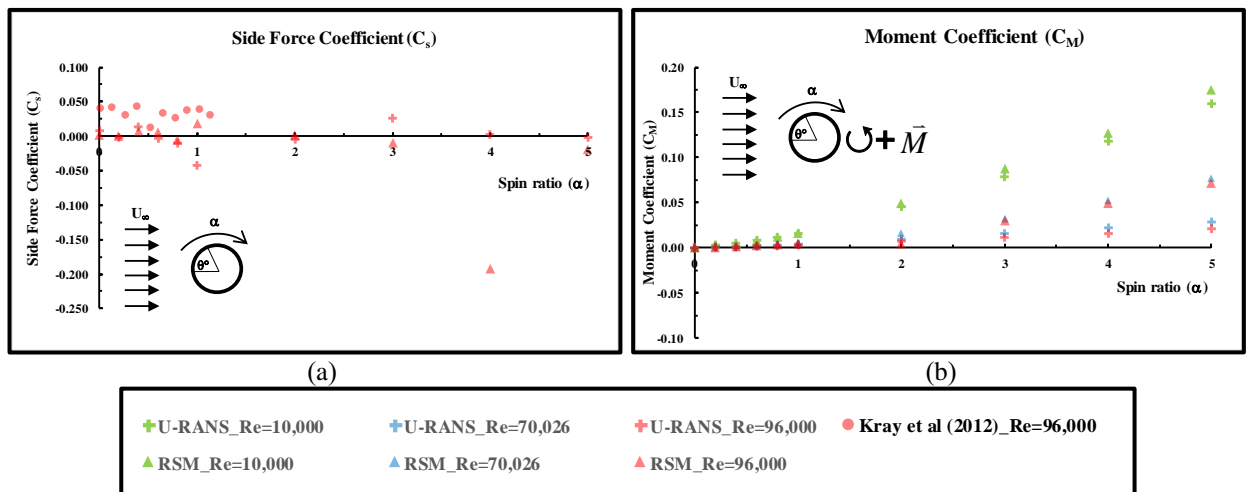 Side Force Coefficient (Cs)
Side Force Coefficient (Cs)
0.100
0.050
0.000
-0.050
-0.100
-0.150
-0.200
-0.250
0
1
2
3
4
5
Spin ratio (α)
U∞
α
θ°
(a)
Moment Coefficient (CM)
Moment Coefficient (CM)
0.20
0.15
0.10
0.05
0.00
-0.05
-0.10
0
1
2
3
4
5
Spin ratio (α)
U∞
α
θ°
+ M⃗
(b)
U-RANS_Re=10,000
U-RANS_Re=70,026
U-RANS_Re=96,000
Kray et al (2012)_Re=96,000
RSM_Re=10,000
RSM_Re=70,026
RSM_Re=96,000